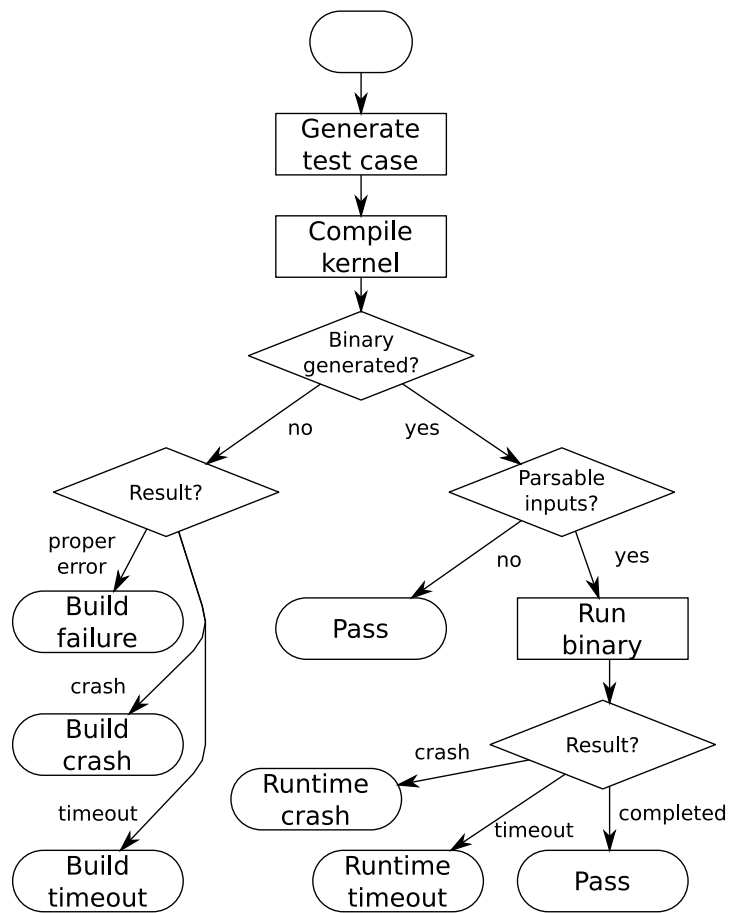 Generate
test case
Compile
kernel
Binary
generated?
no
yes
Result?
Parsable
inputs?
proper
error
no
yes
Build
failure
Pass
Run
binary
crash
Build
crash
Result?
crash
Runtime
crash
timeout
timeout
completed
Build
timeout
Runtime
timeout
Pass